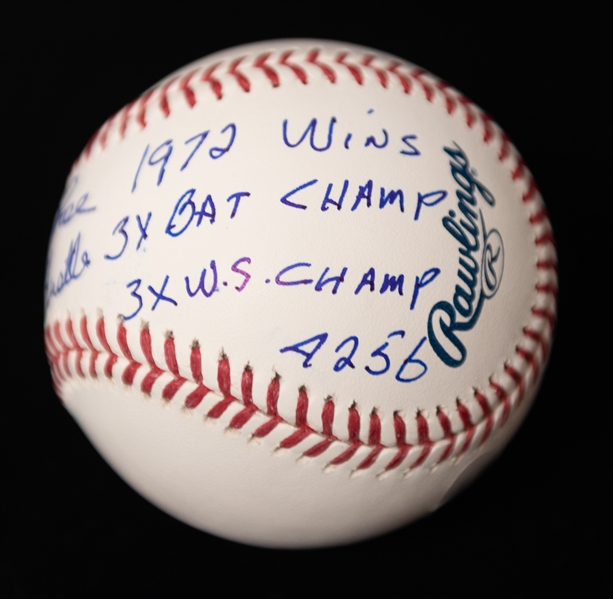 1972 WiNS
3X BAT CHAMP
3X W.S. CHAMP
4256
Rawlings
®